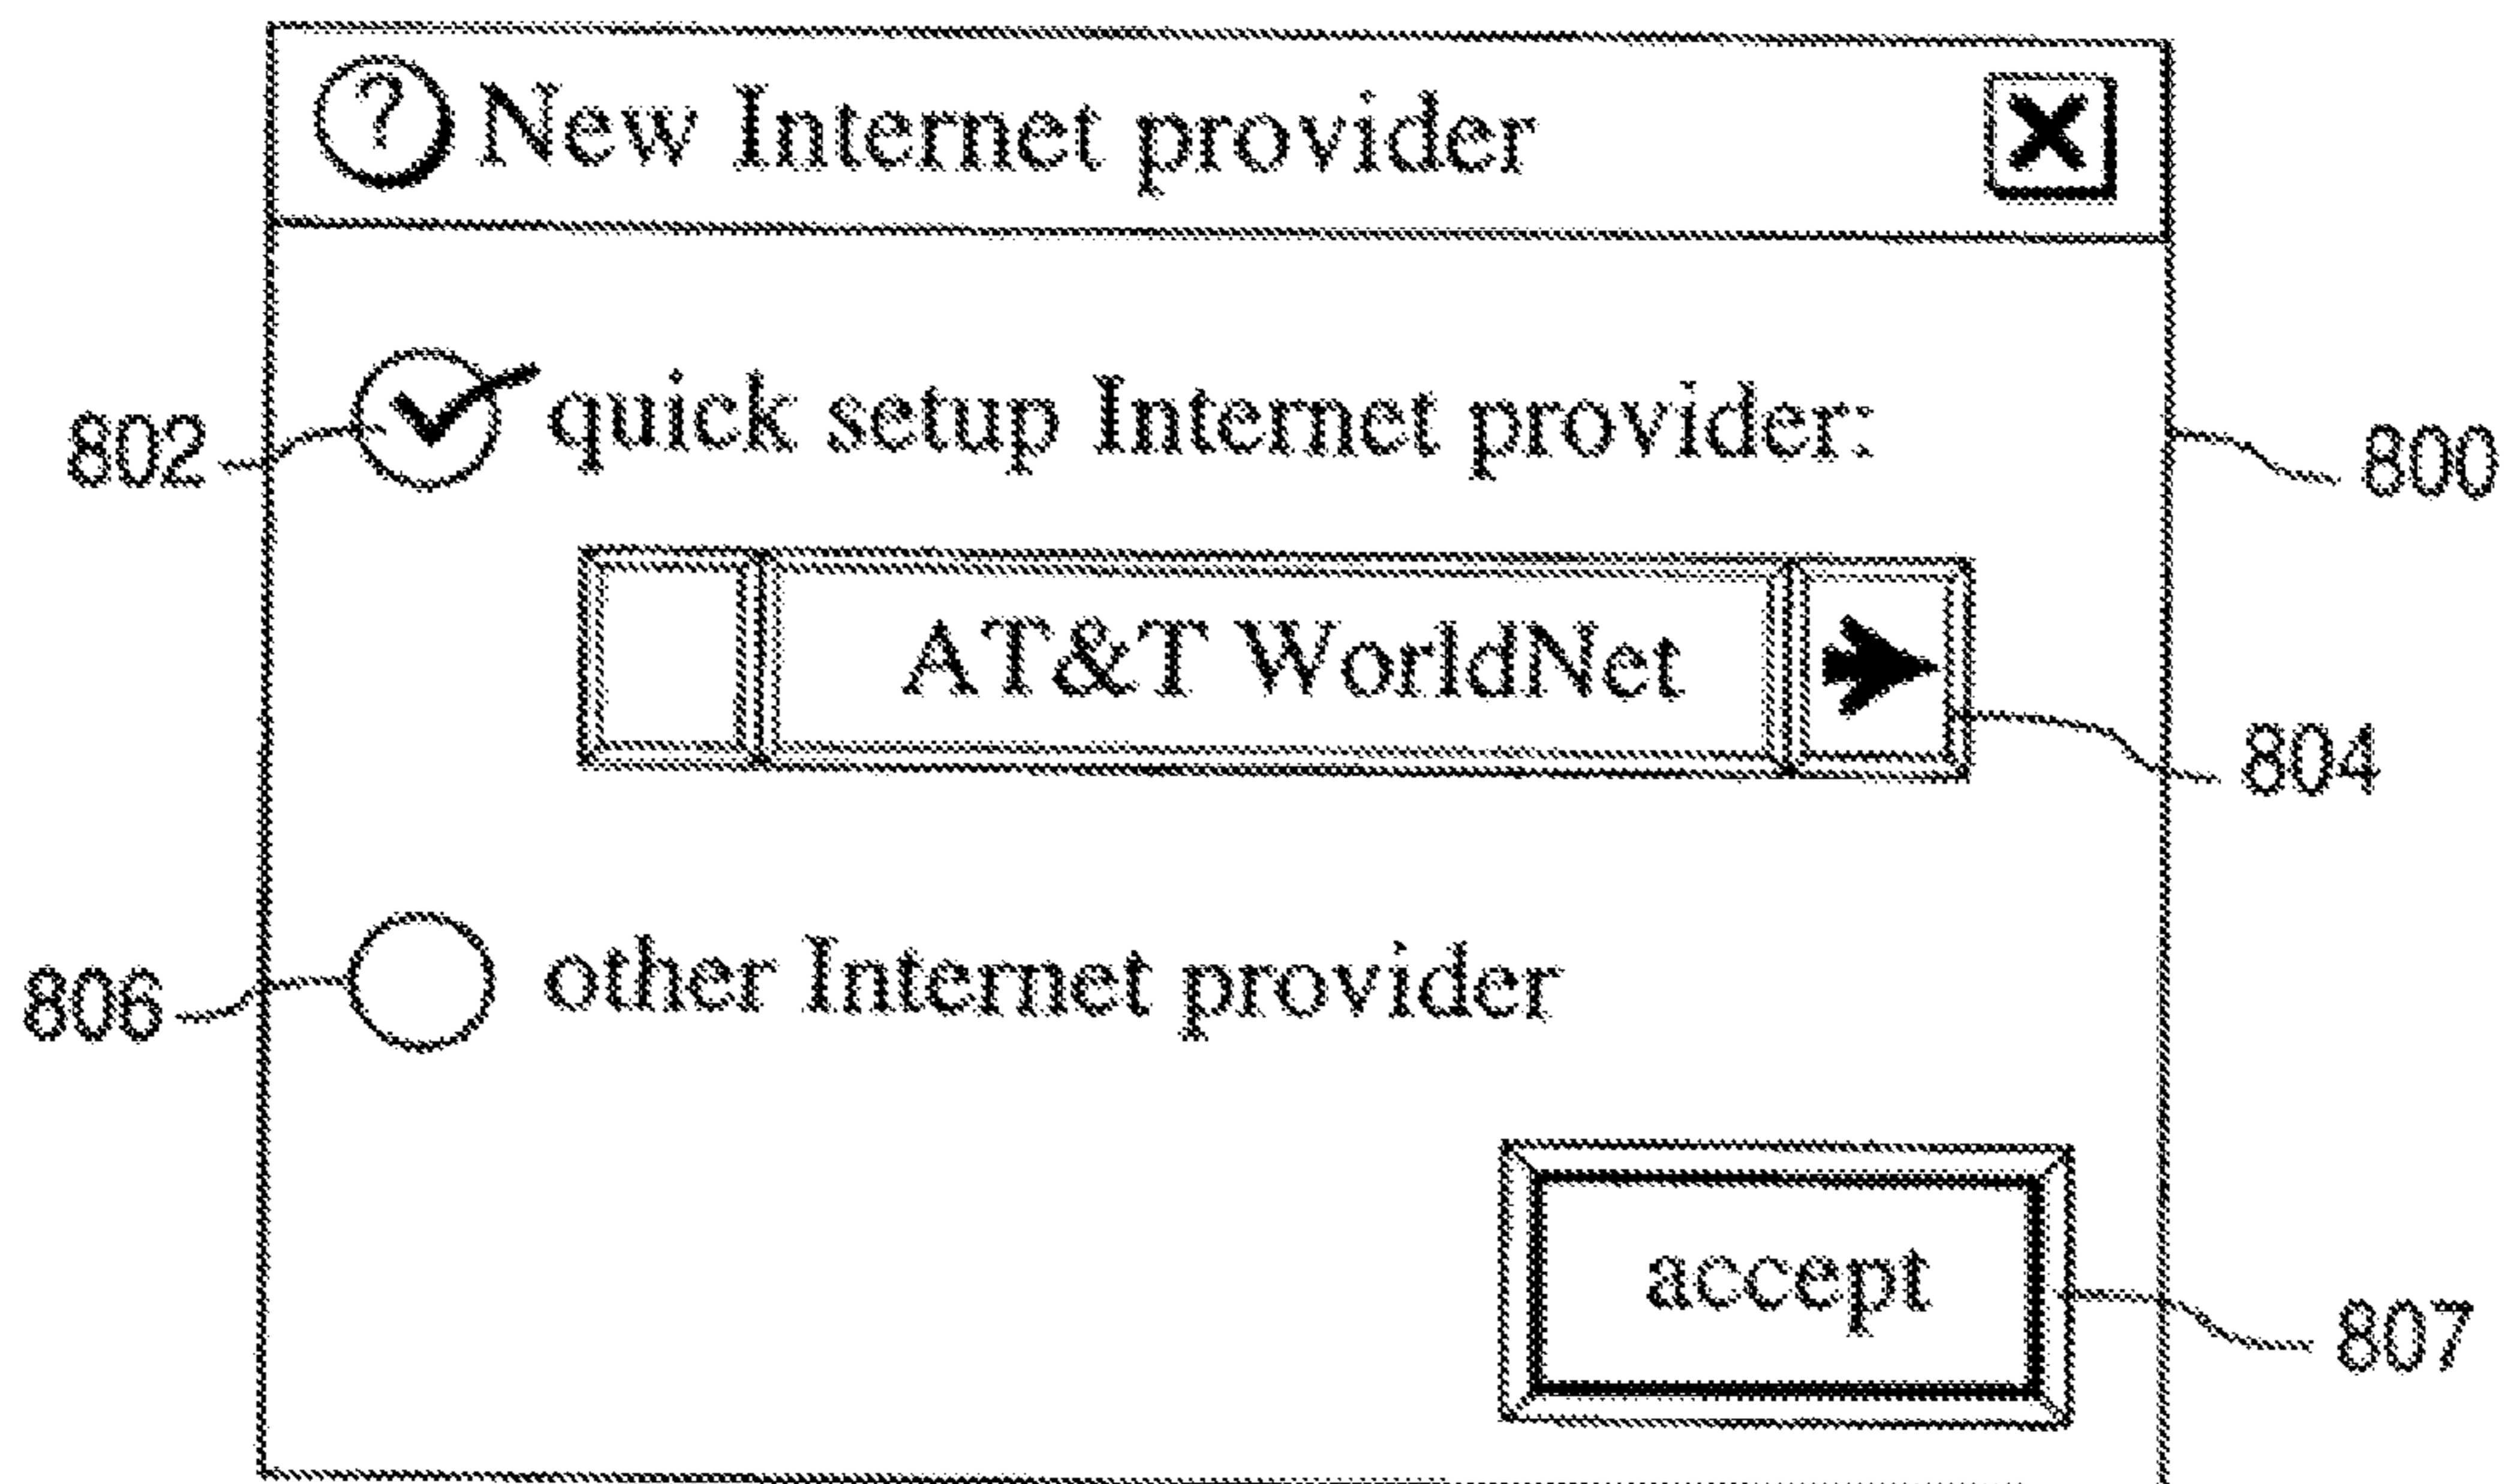 ? New Internet provider
802 quick setup Internet provider: 800
AT&T WorldNet 804
806 other Internet provider
accept 807